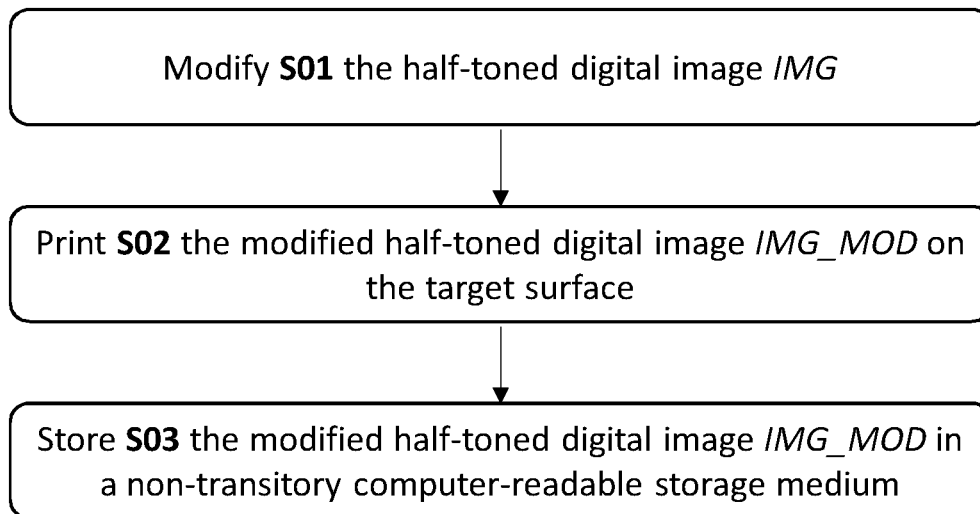 Modify S01 the half-toned digital image IMG
Print S02 the modified half-toned digital image IMG_MOD on
the target surface
Store S03 the modified half-toned digital image IMG_MOD in
a non-transitory computer-readable storage medium